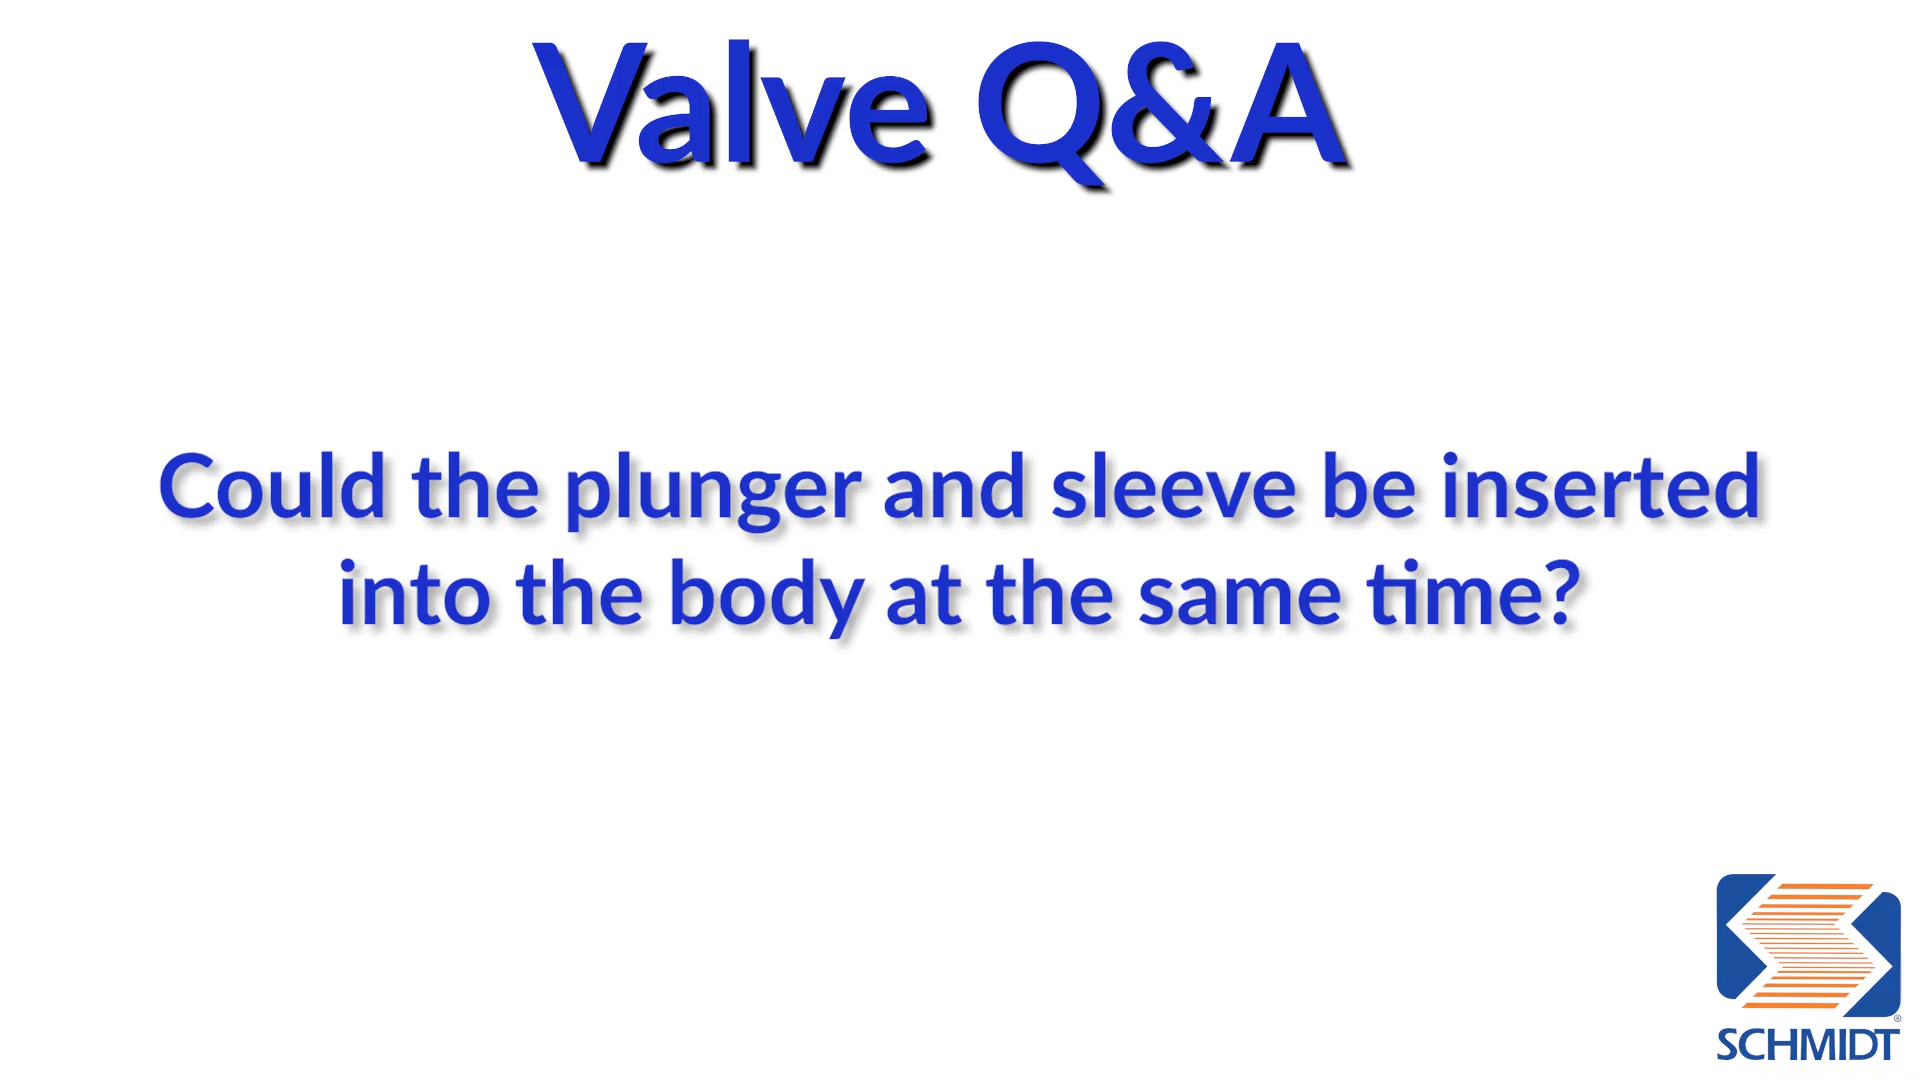 Valve Q&A
Could the plunger and sleeve be inserted
into the body at the same time?
®
SCHMIDT